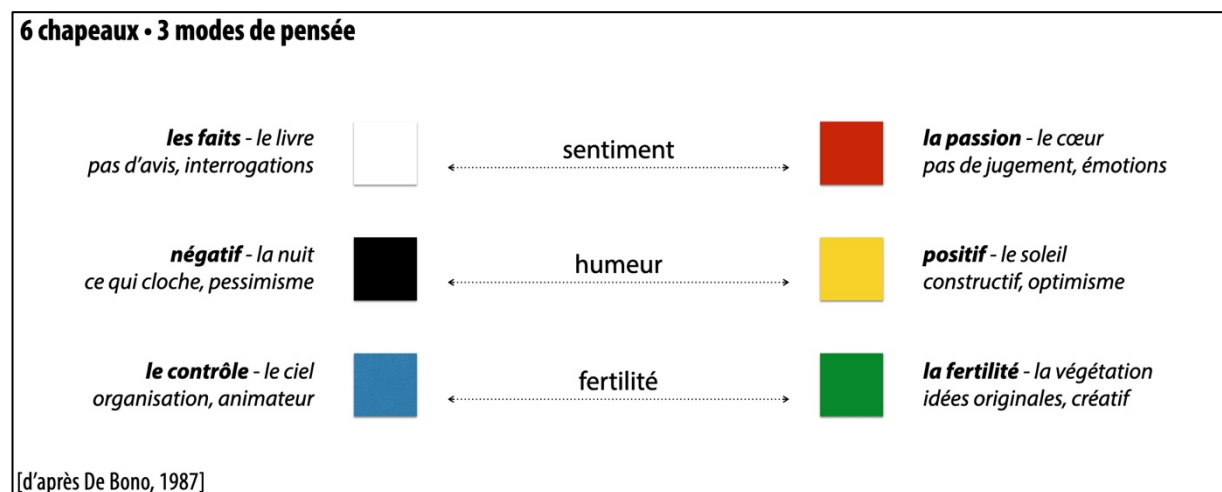 6 chapeaux • 3 modes de pensée
les faits - le livre
pas d’avis, interrogations
sentiment
la passion - le cœur
pas de jugement, émotions
négatif - la nuit
ce qui cloche, pessimisme
humeur
positif - le soleil
constructif, optimisme
le contrôle - le ciel
organisation, animateur
fertilité
la fertilité - la végétation
idées originales, créatif
[d’après De Bono, 1987]